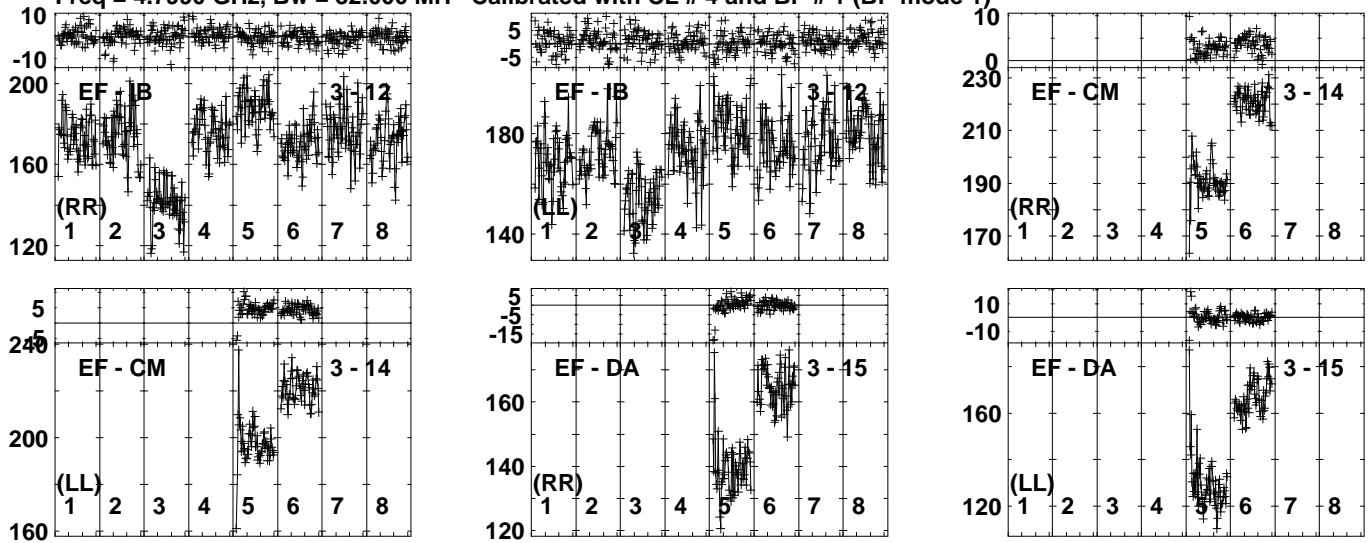 Freq = GHz, Bw = 32.000 MH Calibrated with CL # 4 and BP # 1 (BP mode 1)
10
-10
200
160
120
EF - IB
3 - 12
(RR)
1 2 3 4 5 6 7 8
5
-5
180
140
EF - IB
3 - 12
(LL)
1 2 3 4 5 6 7 8
10
0
230
210
190
170
EF - CM
3 - 14
(RR)
1 2 3 4 5 6 7 8
5
-5
240
200
160
EF - CM
3 - 14
(LL)
1 2 3 4 5 6 7 8
5
-5
-15
160
140
120
EF - DA
3 - 15
(RR)
1 2 3 4 5 6 7 8
10
-10
160
120
EF - DA
3 - 15
(LL)
1 2 3 4 5 6 7 8